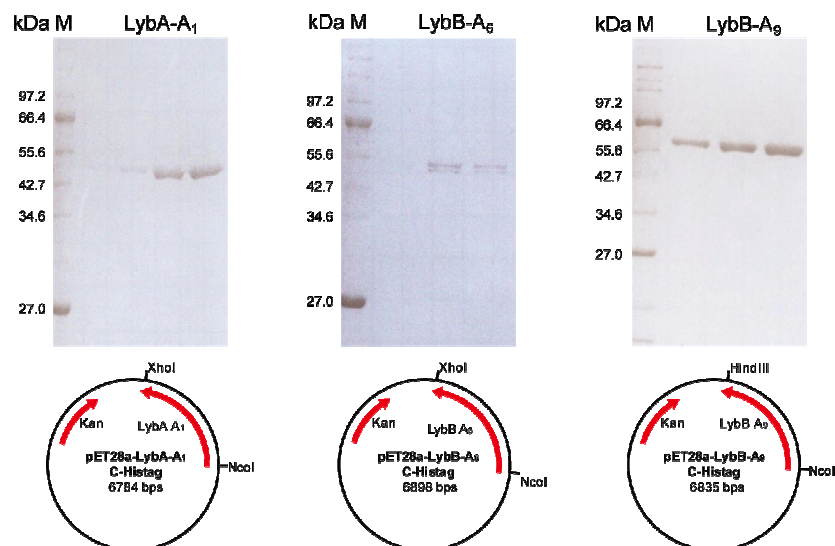 kDa M LybA-A₁
97.2
66.4
55.6
42.7
34.6
27.0
kDa M LybB-A₆
97.2
66.4
55.6
42.7
34.6
27.0
kDa M LybB-A₉
97.2
66.4
55.6
42.7
34.6
27.0
XhoI
Kan
LybA A₁
NcoI
pET28a-LybA-A₁
C-Histag
6784 bps
XhoI
Kan
LybB A₆
NcoI
pET28a-LybB-A₆
C-Histag
6898 bps
HindIII
Kan
LybB A₉
NcoI
pET28a-LybB-A₉
C-Histag
6835 bps